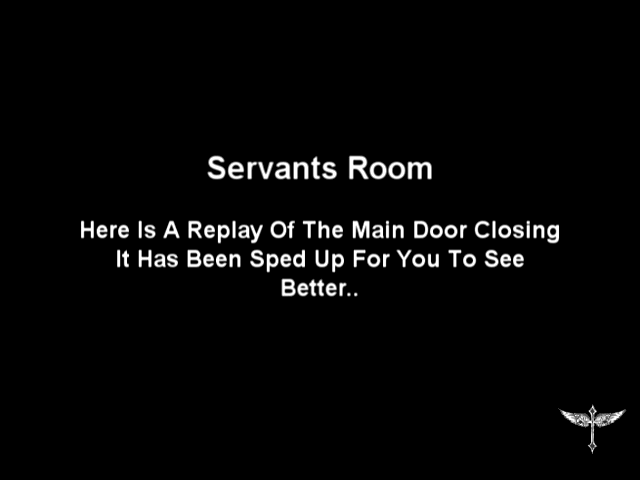 Servants Room
Here Is A Replay Of The Main Door Closing
It Has Been Sped Up For You To See
Better..